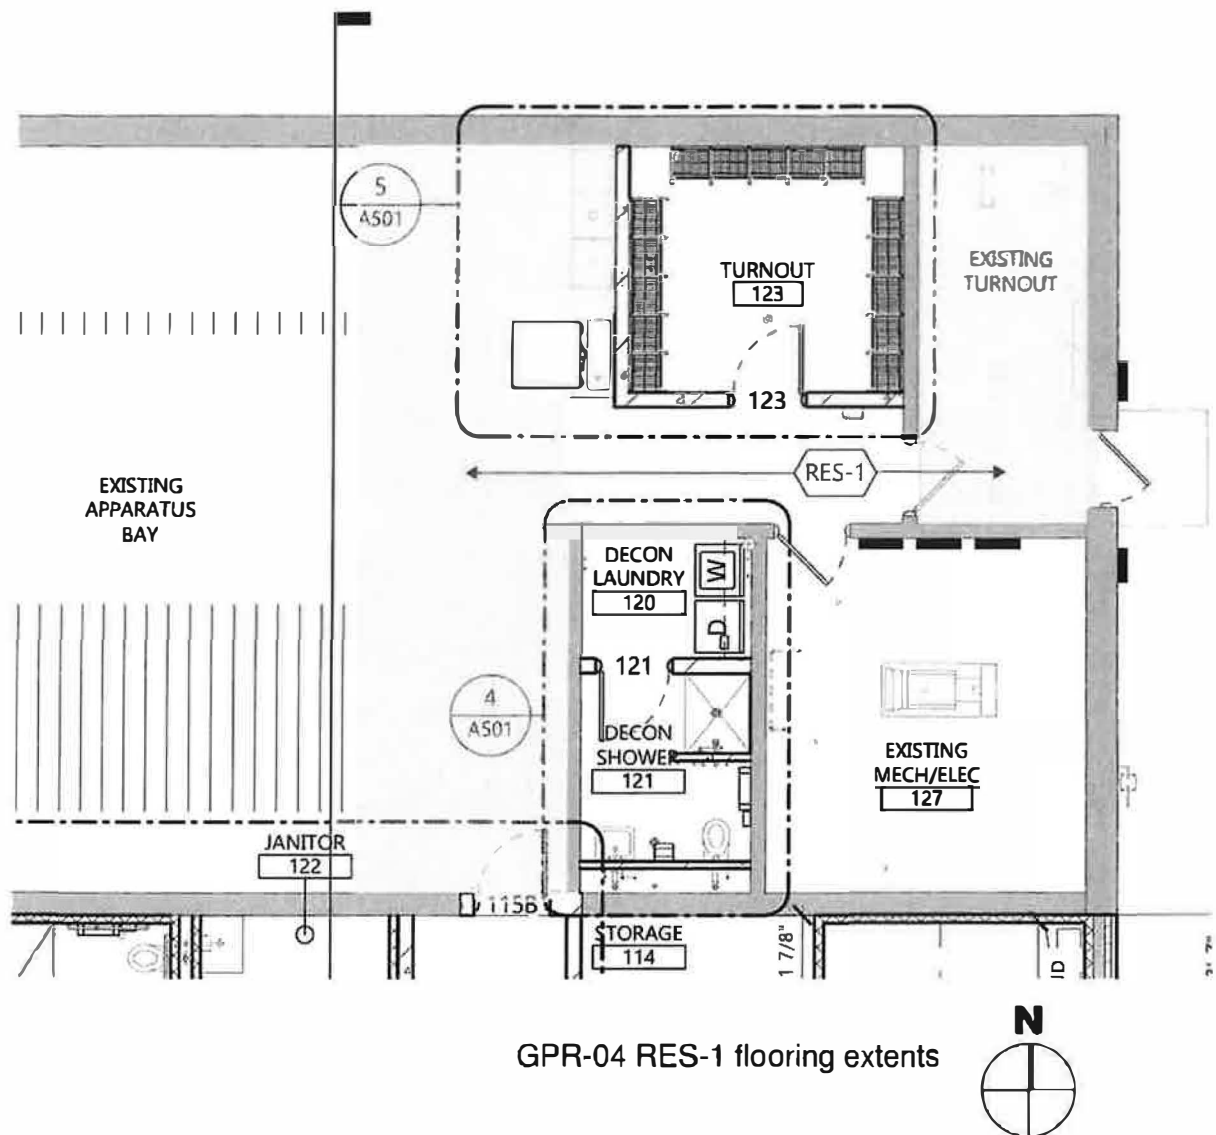 5
A501
EXISTING
TURNOUT
TURNOUT
123
123
RES-1
EXISTING
APPARATUS
BAY
DECON
LAUNDRY
120
W
D
121
4
A501
DECON
SHOWER
121
EXISTING
MECH/ELEC
127
JANITOR
122
115B
STORAGE
114
1 7/8"
N
GPR-04 RES-1 flooring extents